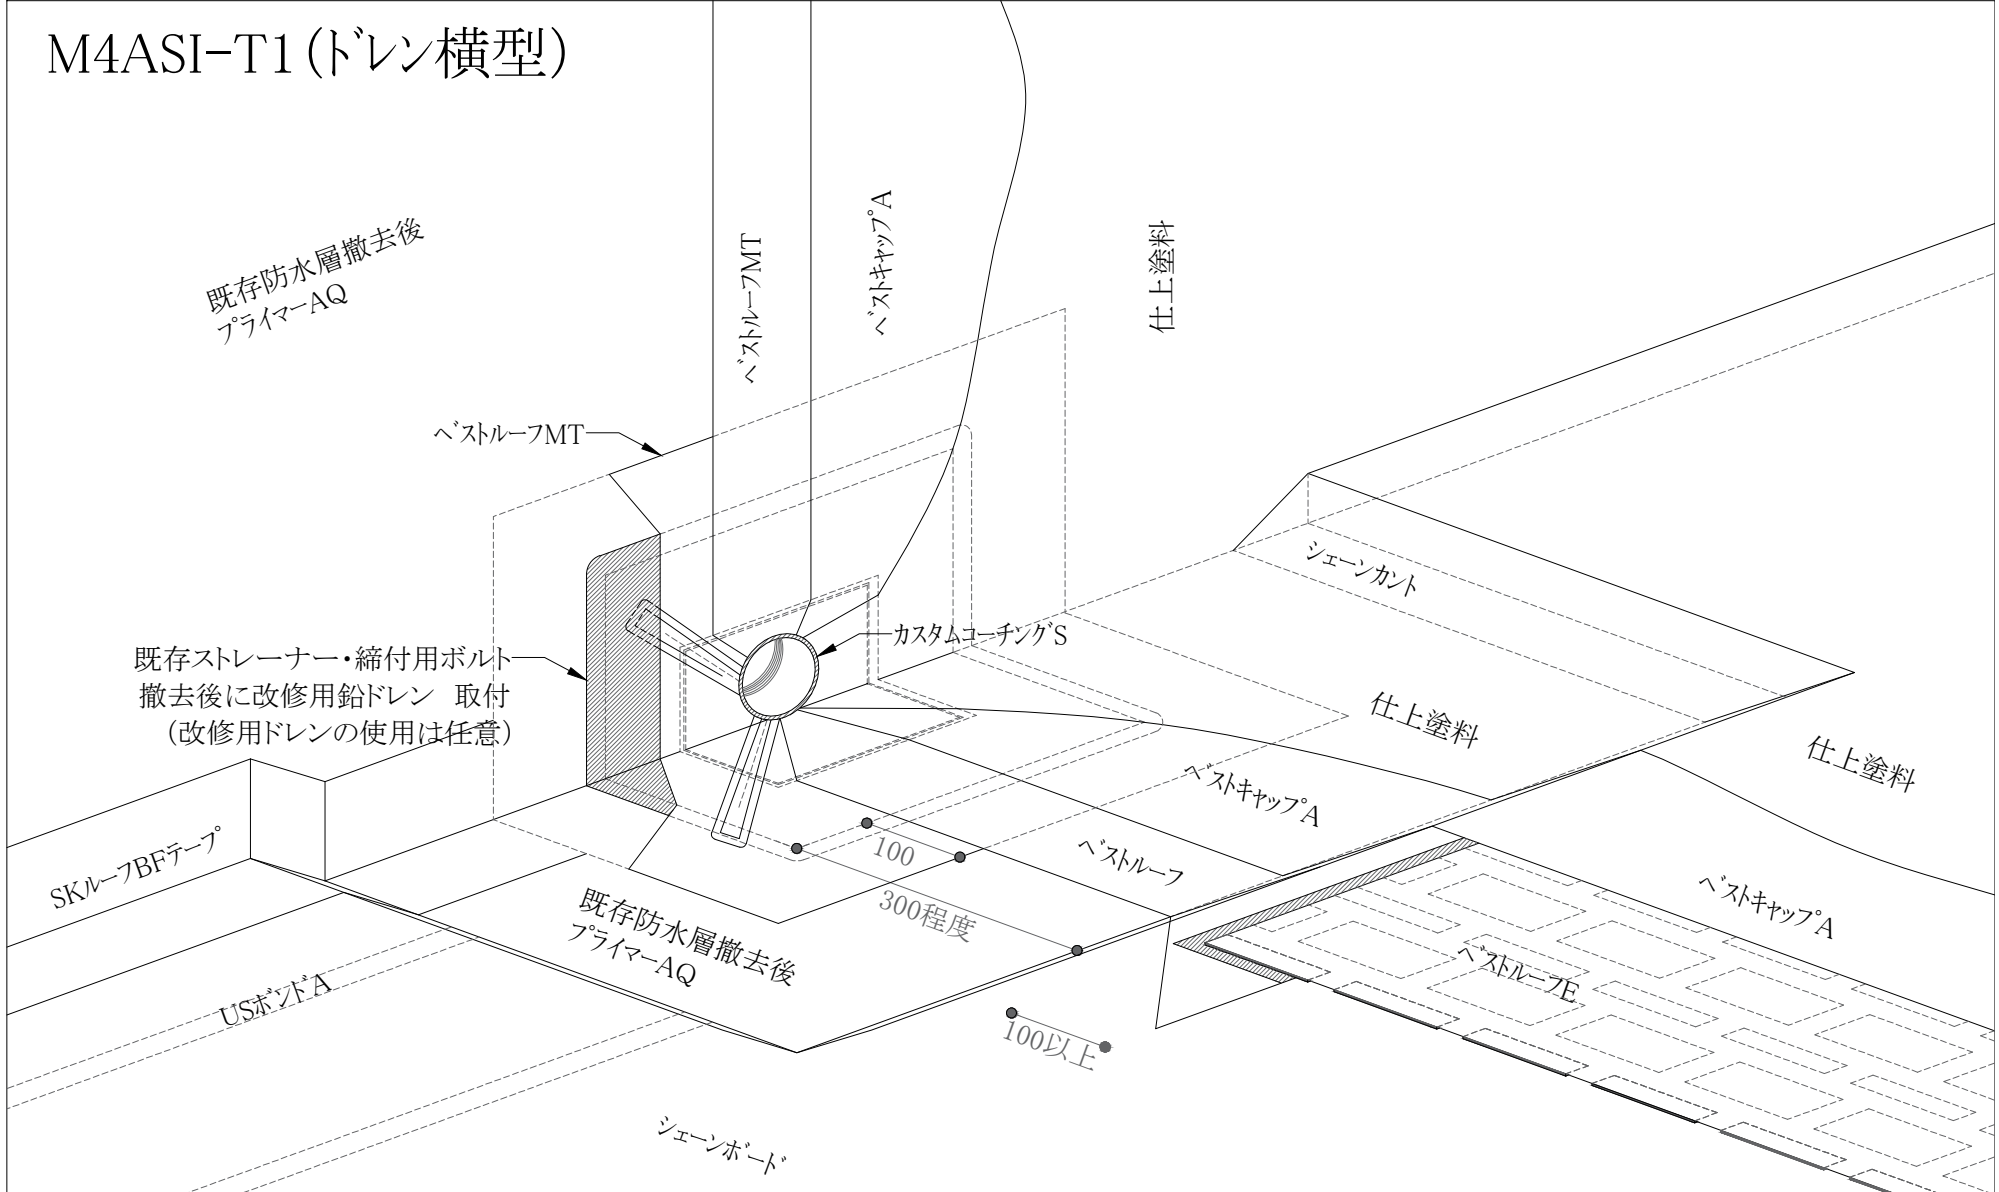 M4ASI-T1(ドレン横型)
既存防水層撤去後
プライマーAQ
ベストルーフMT
ベストキャップA
仕上塗料
ベストルーフMT
シェーンカント
カスタムコーチングS
既存ストレーナー・締付用ボルト
撤去後に改修用鉛ドレン 取付
(改修用ドレンの使用は任意)
仕上塗料
仕上塗料
ベストキャップA
SKルーフBFテープ
100
ベストルーフ
300程度
ベストキャップA
既存防水層撤去後
プライマーAQ
ベストルーフE
USボンドA
100以上
シェーンボード